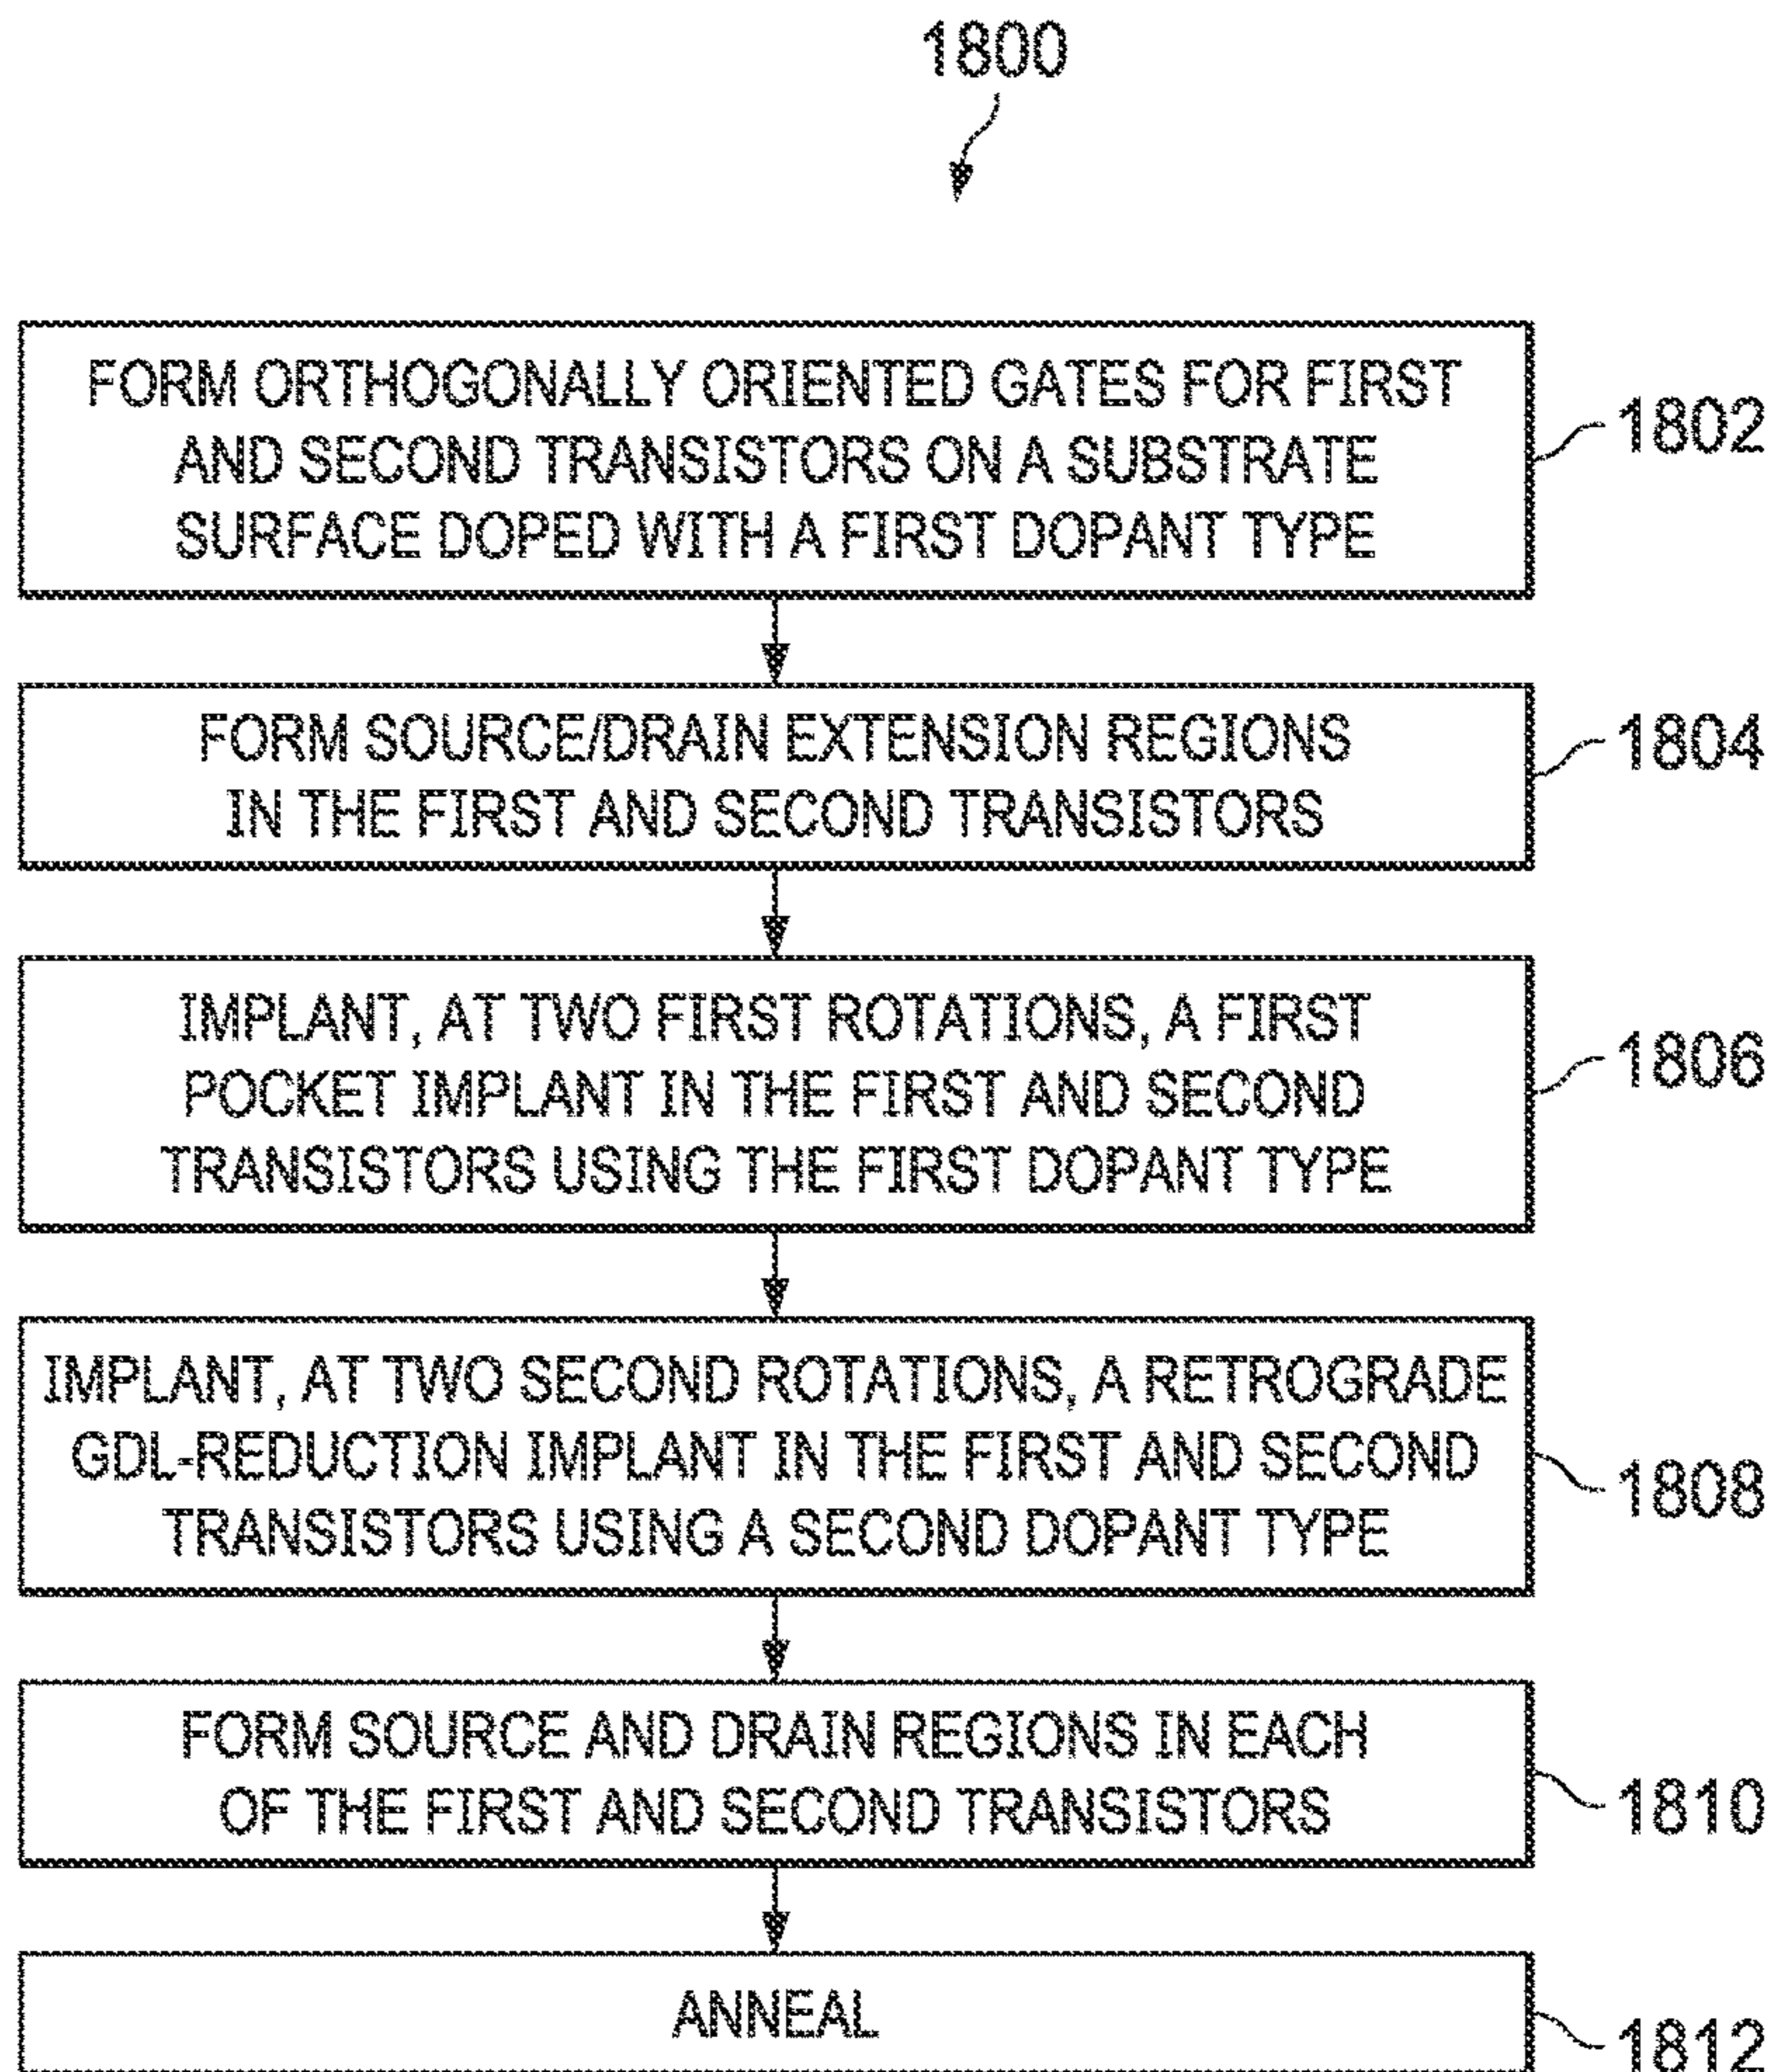 1800
FORM ORTHOGONALLY ORIENTED GATES FOR FIRST
AND SECOND TRANSISTORS ON A SUBSTRATE
SURFACE DOPED WITH A FIRST DOPANT TYPE
1802
FORM SOURCE/DRAIN EXTENSION REGIONS
IN THE FIRST AND SECOND TRANSISTORS
1804
IMPLANT, AT TWO FIRST ROTATIONS, A FIRST
POCKET IMPLANT IN THE FIRST AND SECOND
TRANSISTORS USING THE FIRST DOPANT TYPE
1806
IMPLANT, AT TWO SECOND ROTATIONS, A RETROGRADE
GDL-REDUCTION IMPLANT IN THE FIRST AND SECOND
TRANSISTORS USING A SECOND DOPANT TYPE
1808
FORM SOURCE AND DRAIN REGIONS IN EACH
OF THE FIRST AND SECOND TRANSISTORS
1810
ANNEAL
1812